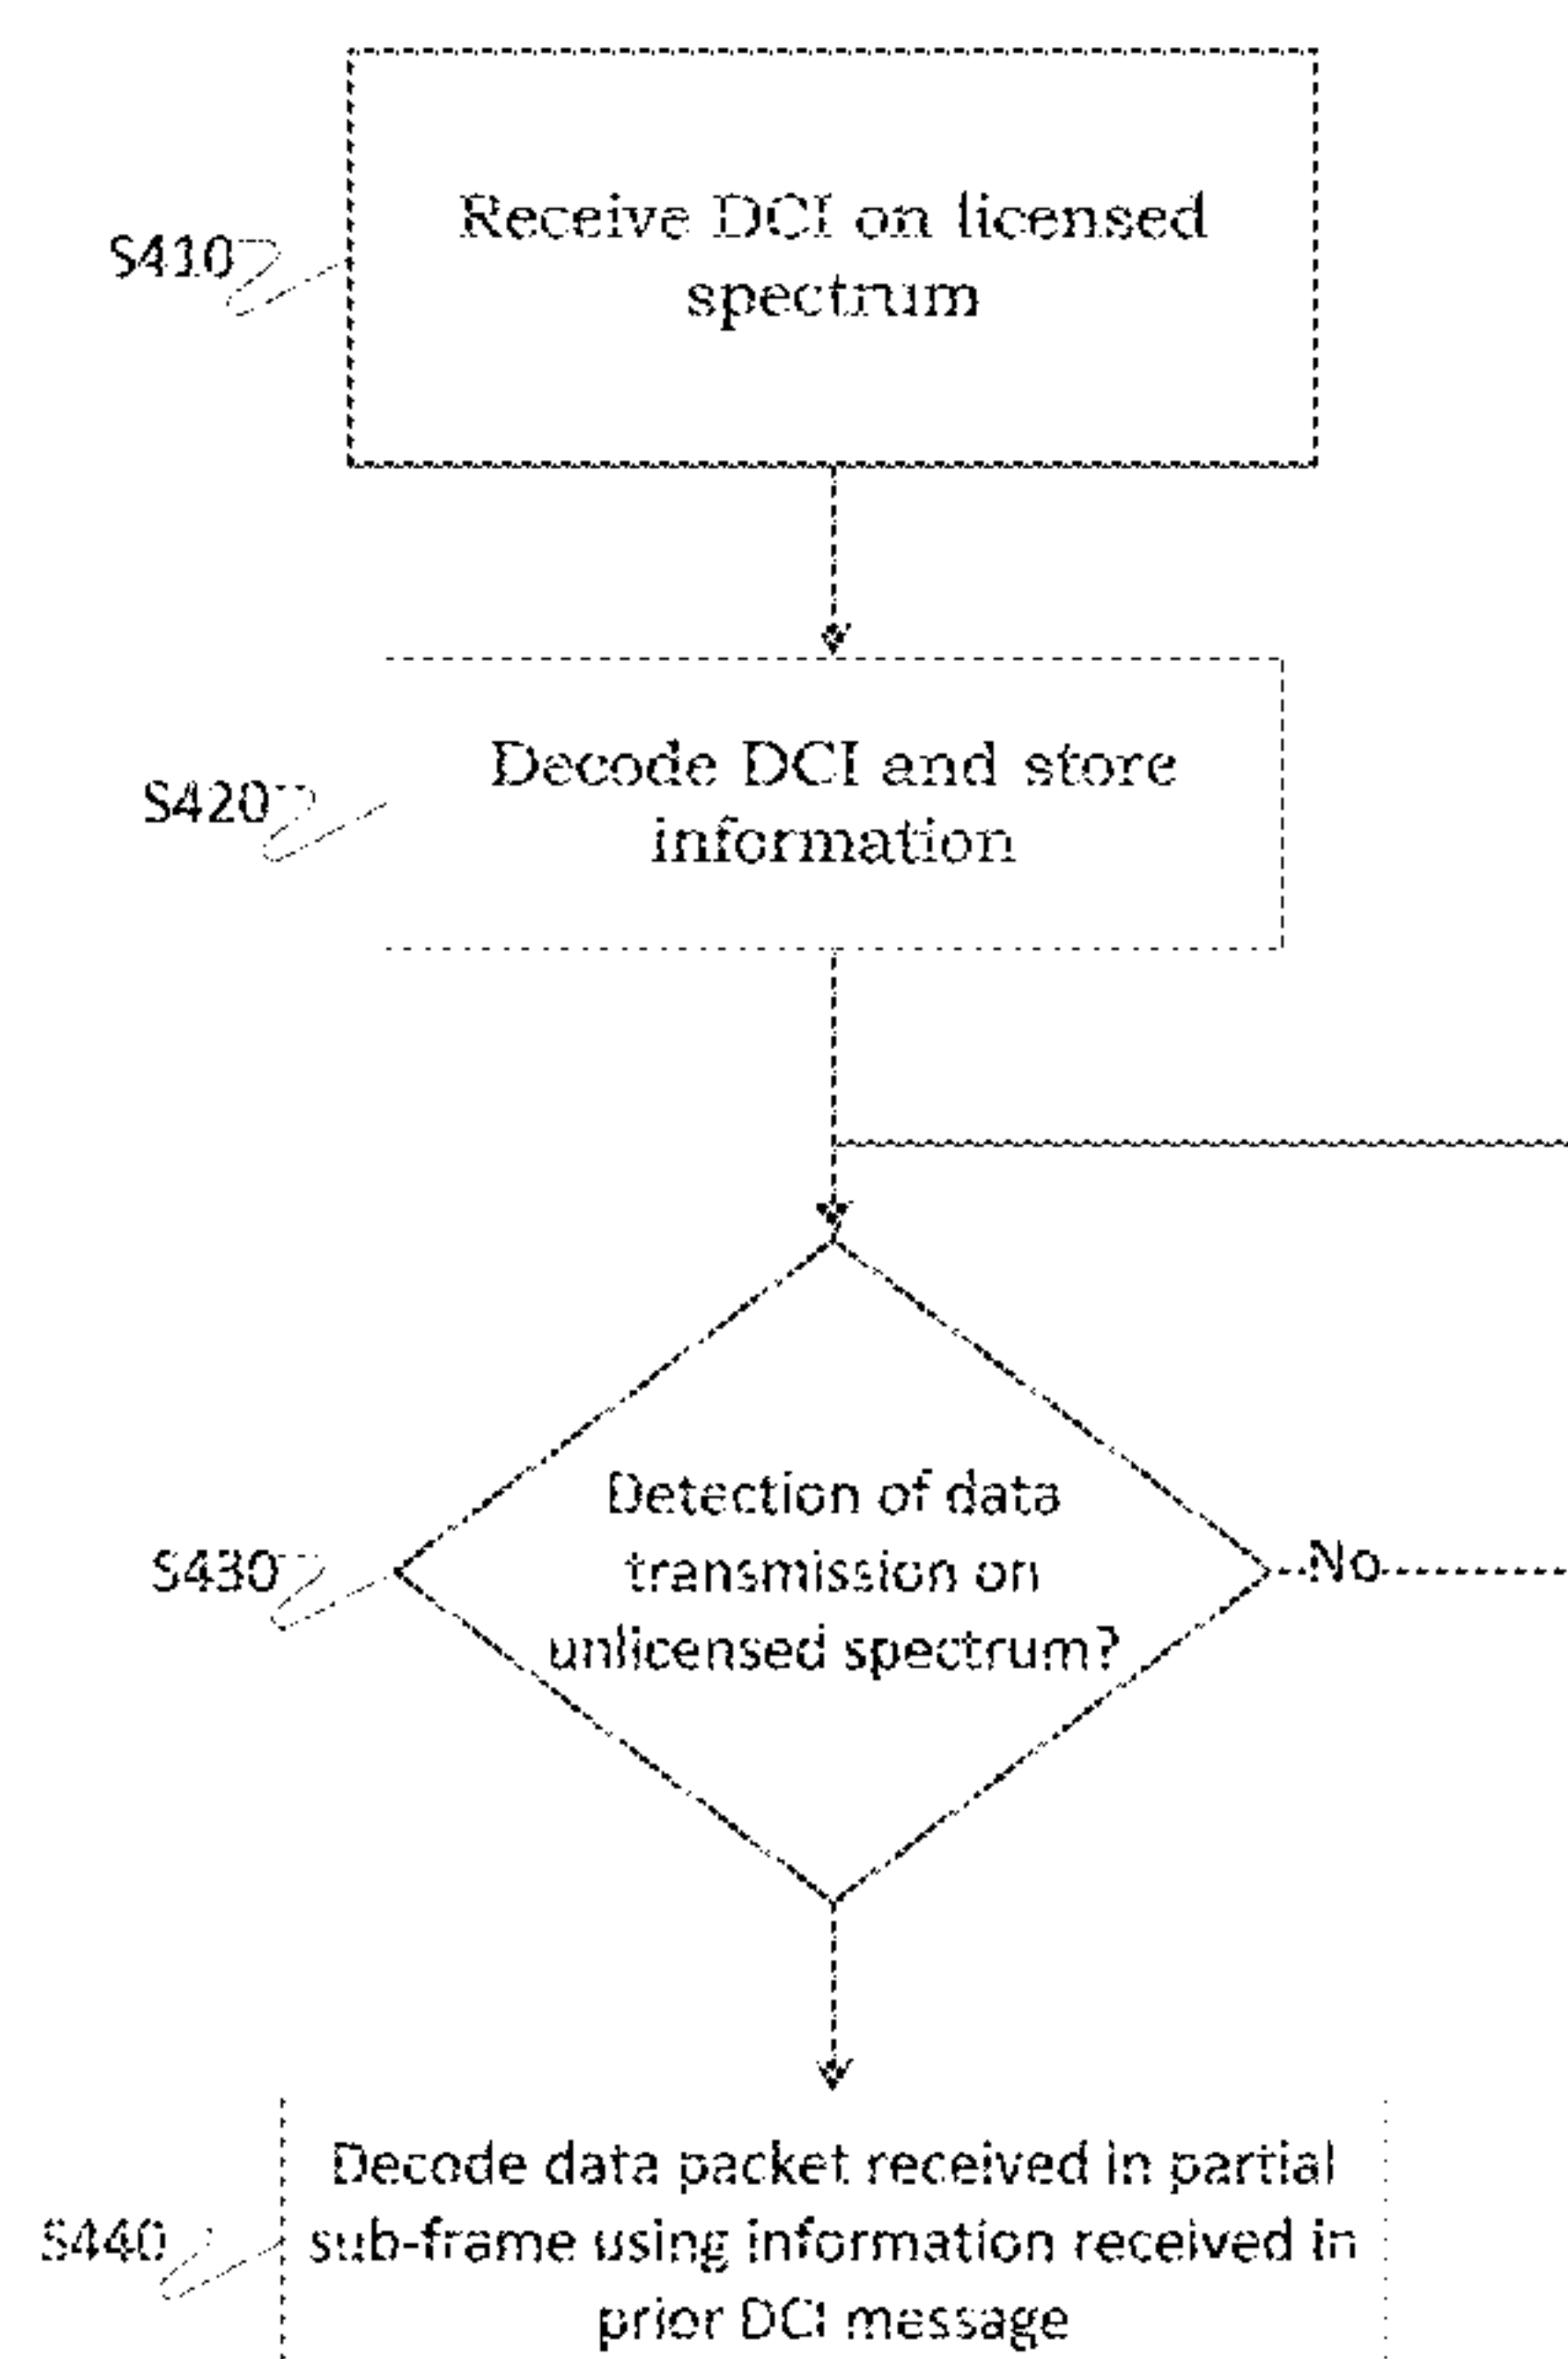 Receive DCI on licensed
spectrum
S410
Decode DCI and store
information
S420
Detection of data
transmission on
unlicensed spectrum?
S430
No
Decode data packet received in partial
sub-frame using information received in
prior DCI message
S440